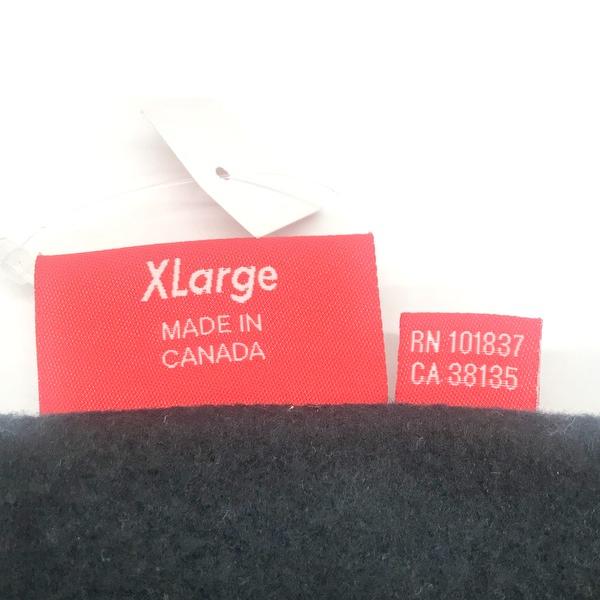 XLarge
MADE IN
CANADA
RN 101837
CA 38135